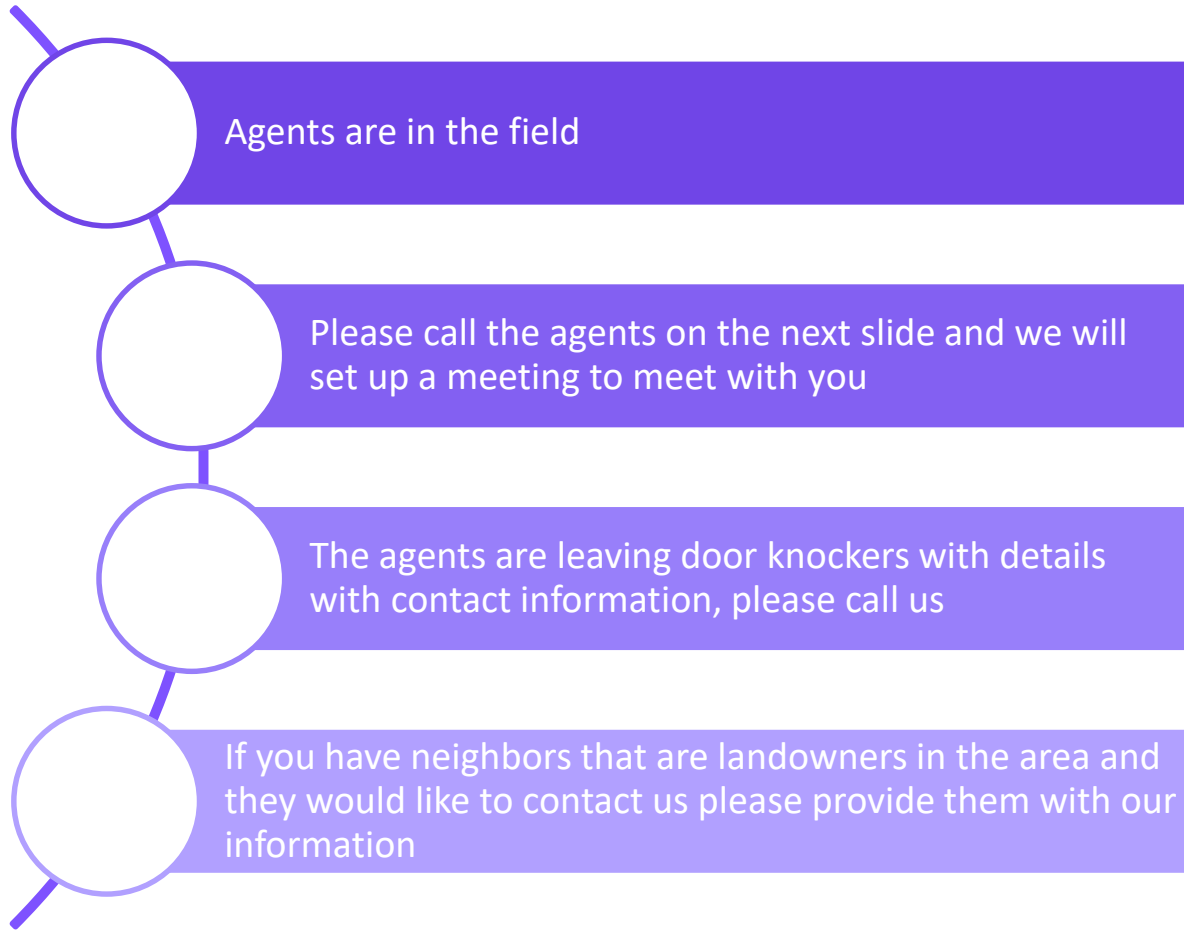 Agents are in the field
Please call the agents on the next slide and we will
set up a meeting to meet with you
The agents are leaving door knockers with details
with contact information, please call us
If you have neighbors that are landowners in the area and
they would like to contact us please provide them with our
information